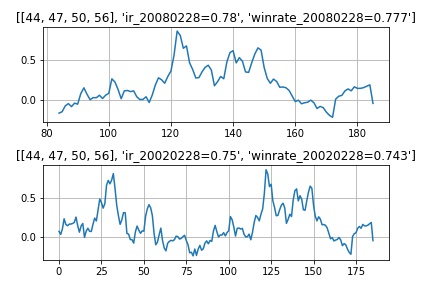 [[44, 47, 50, 56], 'ir_20080228=0.78', 'winrate_20080228=0.777']
0.5
0.0
80 100 120 140 160 180
[[44, 47, 50, 56], 'ir_20020228=0.75', 'winrate_20020228=0.743']
0.5
0.0
0 25 50 75 100 125 150 175